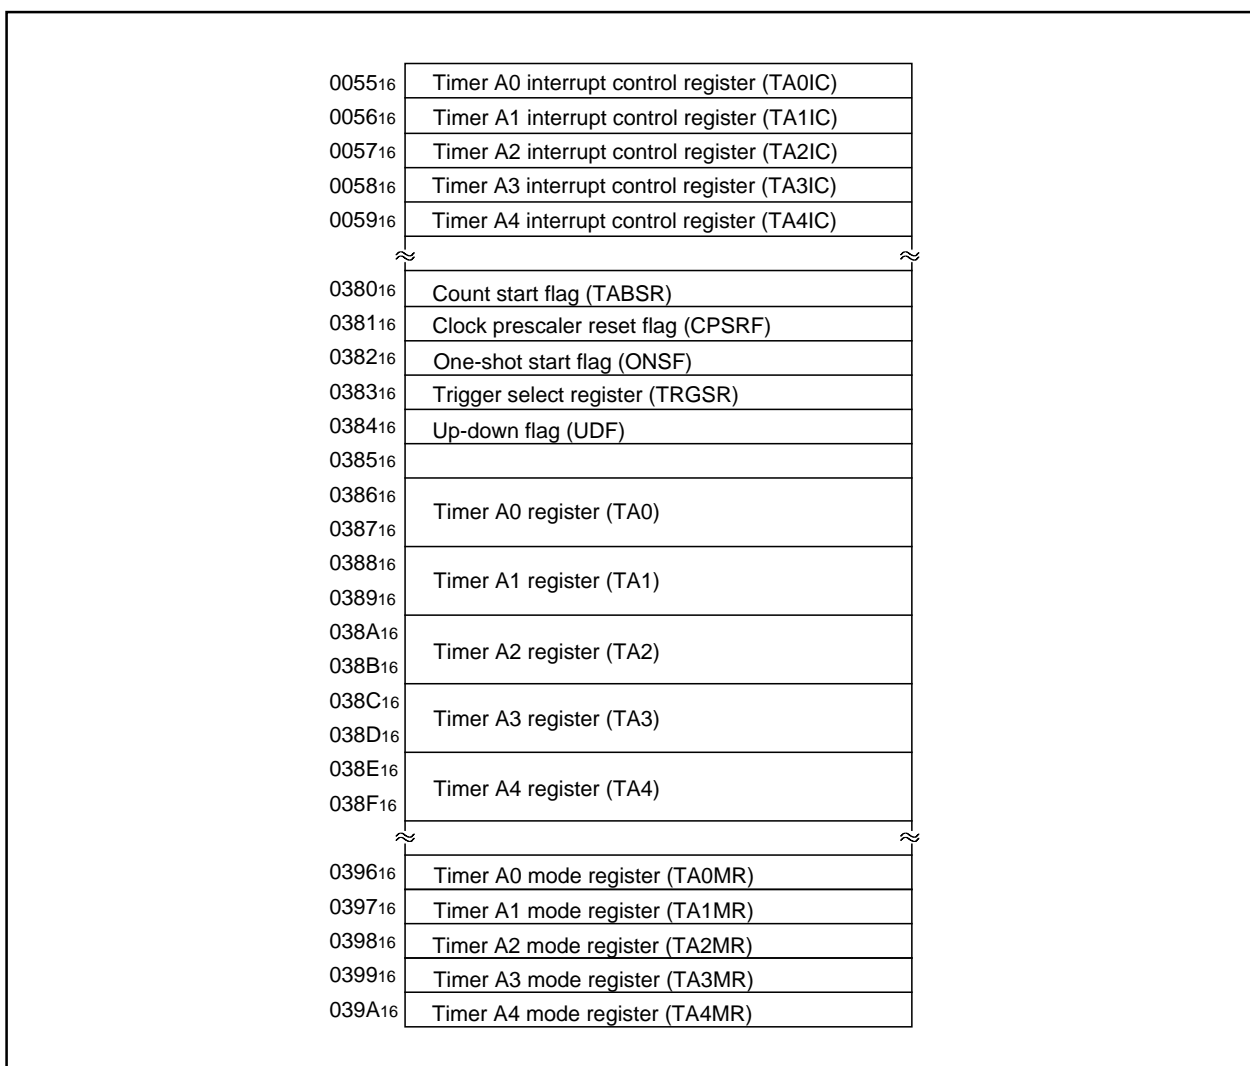 005516 Timer A0 interrupt control register (TA0IC)
005616 Timer A1 interrupt control register (TA1IC)
005716 Timer A2 interrupt control register (TA2IC)
005816 Timer A3 interrupt control register (TA3IC)
005916 Timer A4 interrupt control register (TA4IC)
038016 Count start flag (TABSR)
038116 Clock prescaler reset flag (CPSRF)
038216 One-shot start flag (ONSF)
038316 Trigger select register (TRGSR)
038416 Up-down flag (UDF)
038516
038616
Timer A0 register (TA0)
038716
038816
Timer A1 register (TA1)
038916
038A16
Timer A2 register (TA2)
038B16
038C16
Timer A3 register (TA3)
038D16
038E16
Timer A4 register (TA4)
038F16
039616 Timer A0 mode register (TA0MR)
039716 Timer A1 mode register (TA1MR)
039816 Timer A2 mode register (TA2MR)
039916 Timer A3 mode register (TA3MR)
039A16 Timer A4 mode register (TA4MR)